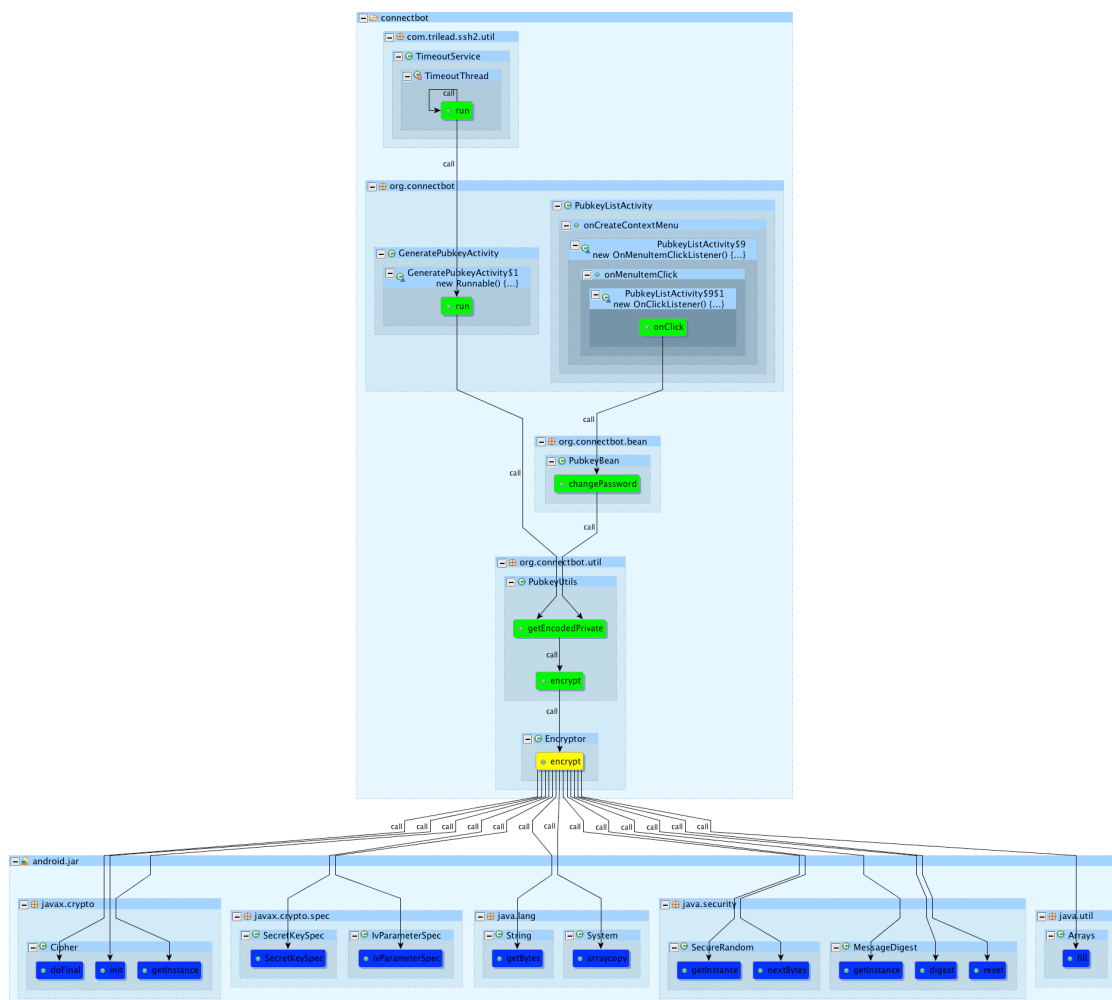 connectbot
com.trilead.ssh2.util
TimeoutService
TimeoutThread
call
run
call
org.connectbot
PubkeyListActivity
onCreateContextMenu
PubkeyListActivity$9
new OnMenuItemClickListener() {...}
GeneratePubkeyActivity
GeneratePubkeyActivity$1
new Runnable() {...}
onMenuItemClick
PubkeyListActivity$9$1
new OnClickListener() {...}
run
onClick
call
org.connectbot.bean
PubkeyBean
call
changePassword
call
org.connectbot.util
PubkeyUtils
getEncodedPrivate
call
encrypt
call
Encryptor
encrypt
call call call call call call call call call call call call
android.jar
javax.crypto
javax.crypto.spec
java.lang
java.security
java.util
Cipher
SecretKeySpec
IvParameterSpec
String
System
SecureRandom
MessageDigest
Arrays
doFinal
init
getInstance
SecretKeySpec
IvParameterSpec
getBytes
arraycopy
getInstance
nextBytes
getInstance
digest
reset
fill